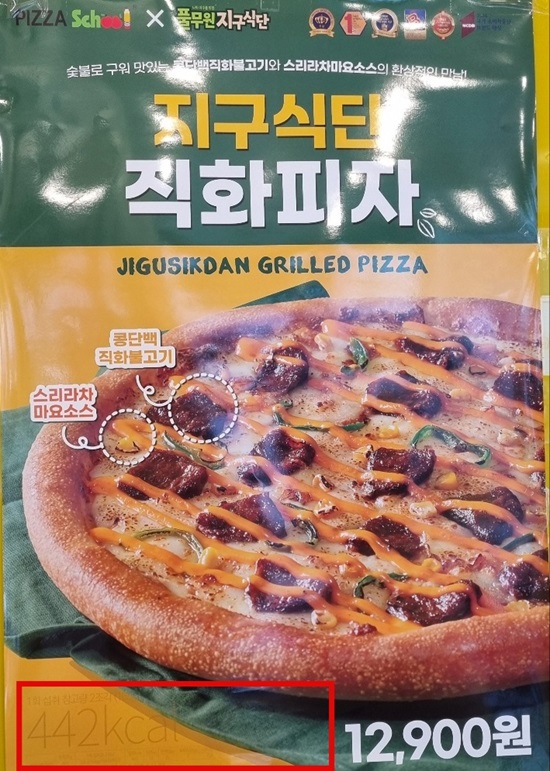 PIZZA School × 풀무원지구식단
숯불로 구워 맛있는 콩단백직화불고기와 스리라차마요소스의 환상적인 만남!
지구식단
직화피자
JIGUSIKDAN GRILLED PIZZA
콩단백
직화불고기
스리라차
마요소스
442kcal
12,900원